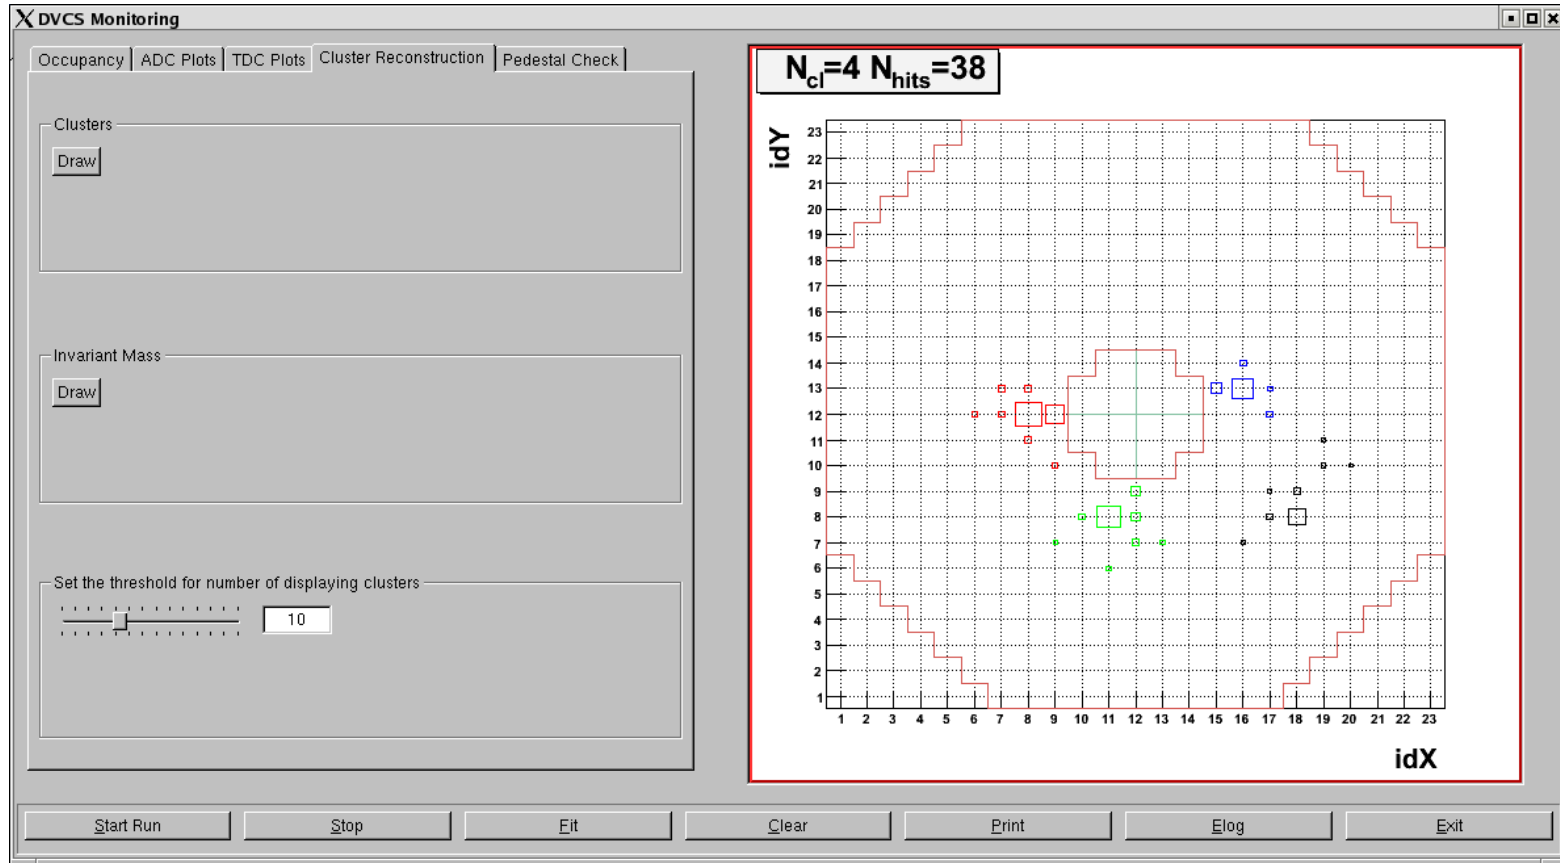 DVCS Monitoring
Occupancy ADC Plots TDC Plots Cluster Reconstruction Pedestal Check
Clusters
Draw
Invariant Mass
Draw
Set the threshold for number of displaying clusters
10
Ncl=4 Nhits=38
idY
23
22
21
20
19
18
17
16
15
14
13
12
11
10
9
8
7
6
5
4
3
2
1
1 2 3 4 5 6 7 8 9 10 11 12 13 14 15 16 17 18 19 20 21 22 23
idX
Start Run Stop Fit Clear Print Elog Exit